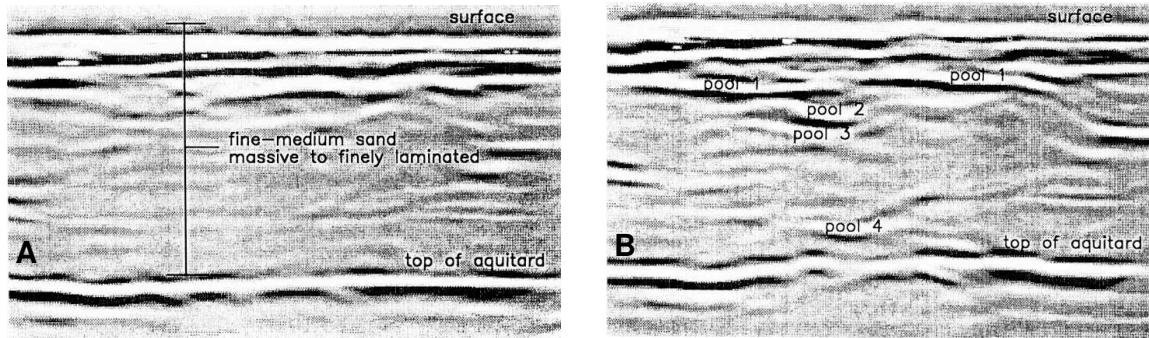 surface
fine-medium sand
massive to finely laminated
A
top of aquitard
surface
pool 1
pool 1
pool 2
pool 3
pool 4
B
top of aquitard